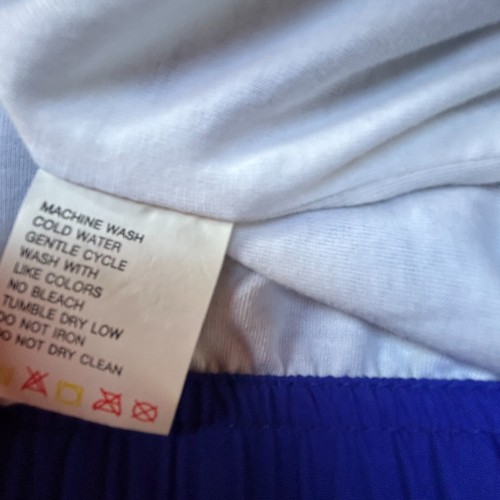 MACHINE WASH
COLD WATER
GENTLE CYCLE
WASH WITH
LIKE COLORS
NO BLEACH
TUMBLE DRY LOW
DO NOT IRON
DO NOT DRY CLEAN